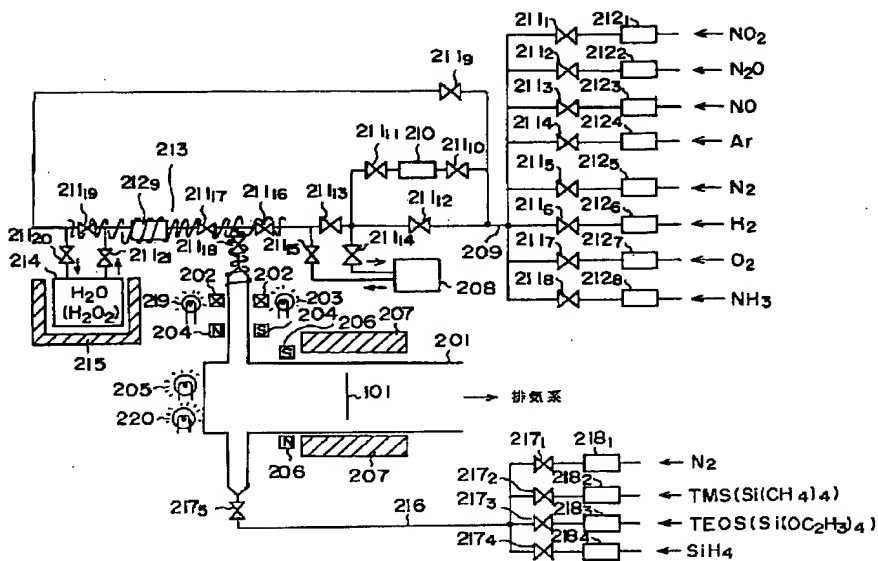 211₁ 212₁ ← NO₂
211₂ 212₂ ← N₂O
211₉ 211₃ 212₃ ← NO
211₁₁ 210 211₁₀ 211₄ 212₄ ← Ar
213 211₅ 212₅ ← N₂
211₁₉ 212₉ 211₁₇ 211₁₆ 211₁₃ 211₁₂ 211₆ 212₆ ← H₂
211₂₀ 211₂₁ 211₁₈ 211₁₅ 211₁₄ 209 211₇ 212₇ ← O₂
214 202 202 208 211₈ 212₈ ← NH₃
H₂O
(H₂O₂)
219 203
204 N S 204 206 207 201
215 S
205 101 → 排気系
220
N
206 207
217₁ 218₁ ← N₂
217₂ 218₂ ← TMS(Si(CH₄)₄)
217₅ 216 217₃ 218₃ ← TEOS(Si(OC₂H₃)₄)
217₄ 218₄ ← SiH₄